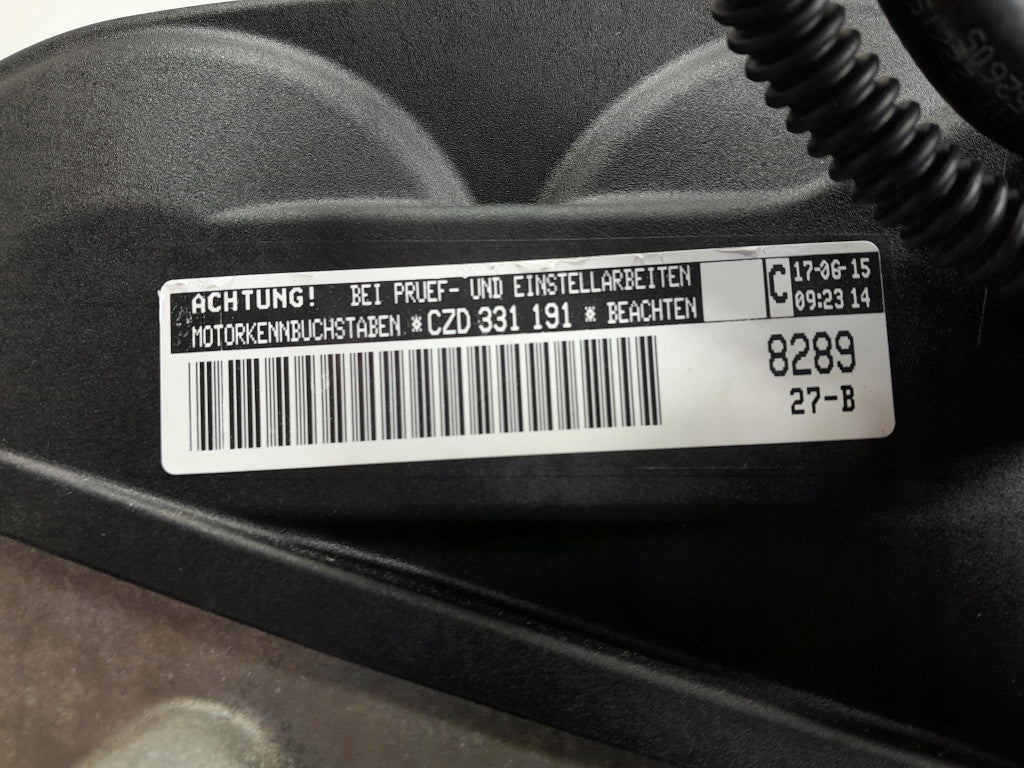 ACHTUNG! BEI PRUEF- UND EINSTELLARBEITEN
MOTORKENNBUCHSTABEN *CZD 331 191 * BEACHTEN
C
17-06-15
09:23 14
8289
27-B